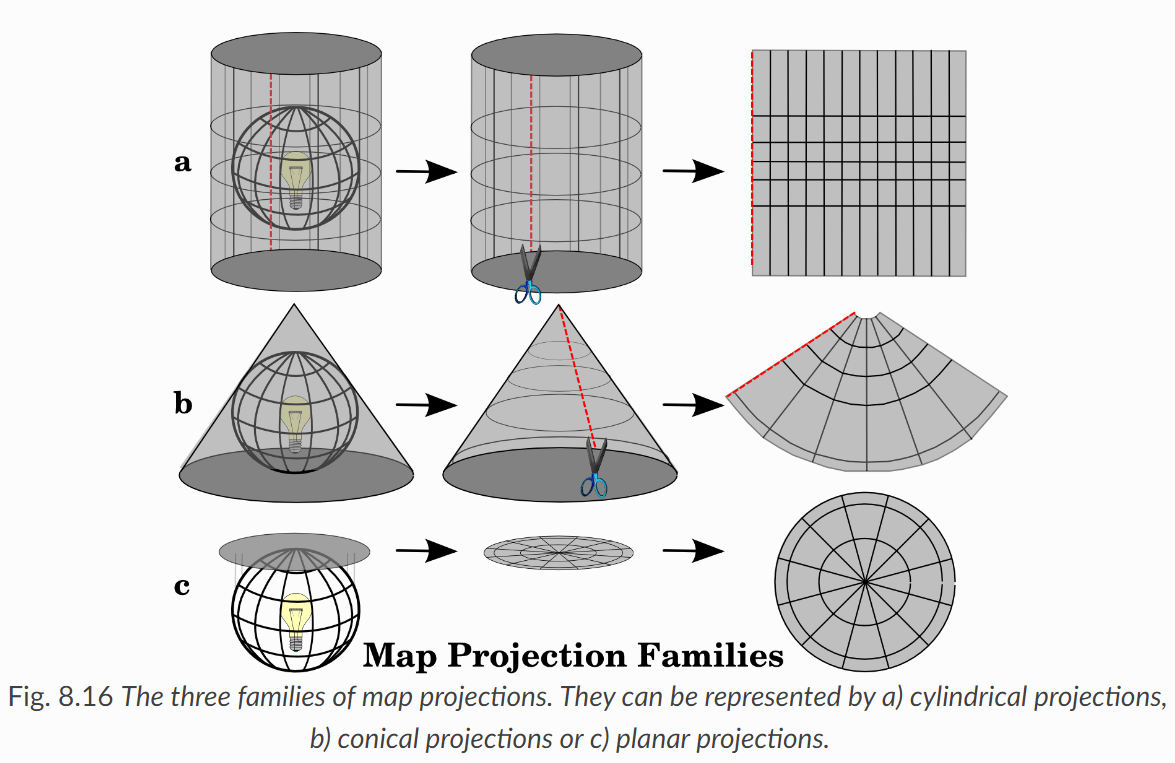 a
b
c
Map Projection Families
Fig. 8.16 The three families of map projections. They can be represented by a) cylindrical projections,
b) conical projections or c) planar projections.